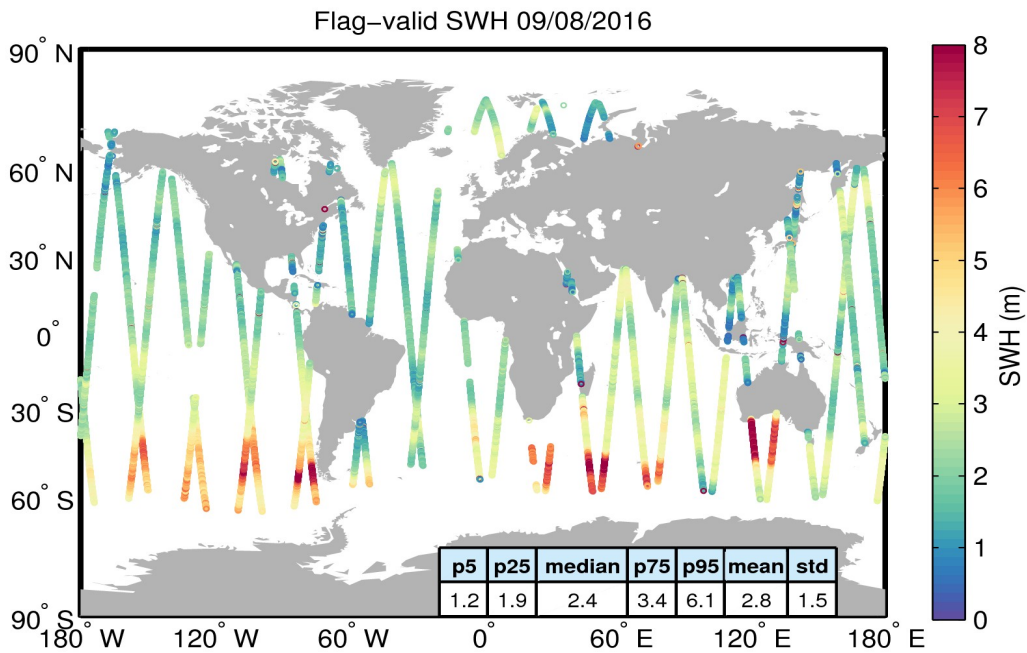 Flag−valid SWH 09/08/2016
90° N
60° N
30° N
0°
30° S
60° S
90° S
180° W
120° W
60° W
0°
60° E
120° E
180° E
p5 p25 median p75 p95 mean std
1.2 1.9 2.4 3.4 6.1 2.8 1.5
8
7
6
5
4
3
2
1
0
SWH (m)